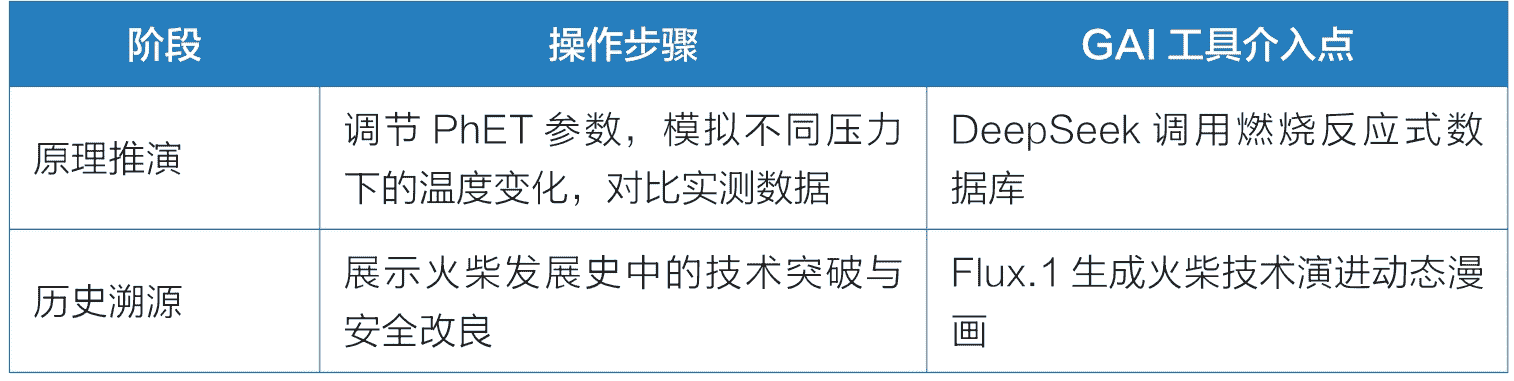 阶段 操作步骤 GAI 工具介入点
原理推演
调节 PhET 参数，模拟不同压力
下的温度变化，对比实测数据
DeepSeek 调用燃烧反应式数
据库
历史溯源
展示火柴发展史中的技术突破与
安全改良
Flux.1 生成火柴技术演进动态漫
画